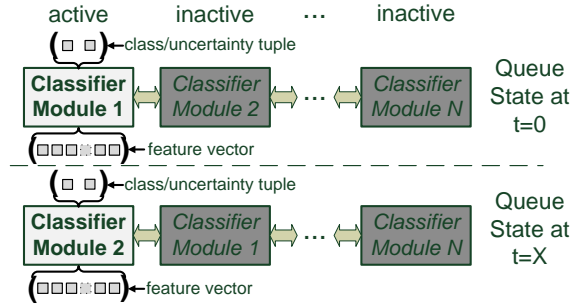 active inactive ... inactive
class/uncertainty tuple
Classifier Module 1
Classifier Module 2
...
Classifier Module N
Queue State at t=0
feature vector
class/uncertainty tuple
Classifier Module 2
Classifier Module 1
...
Classifier Module N
Queue State at t=X
feature vector